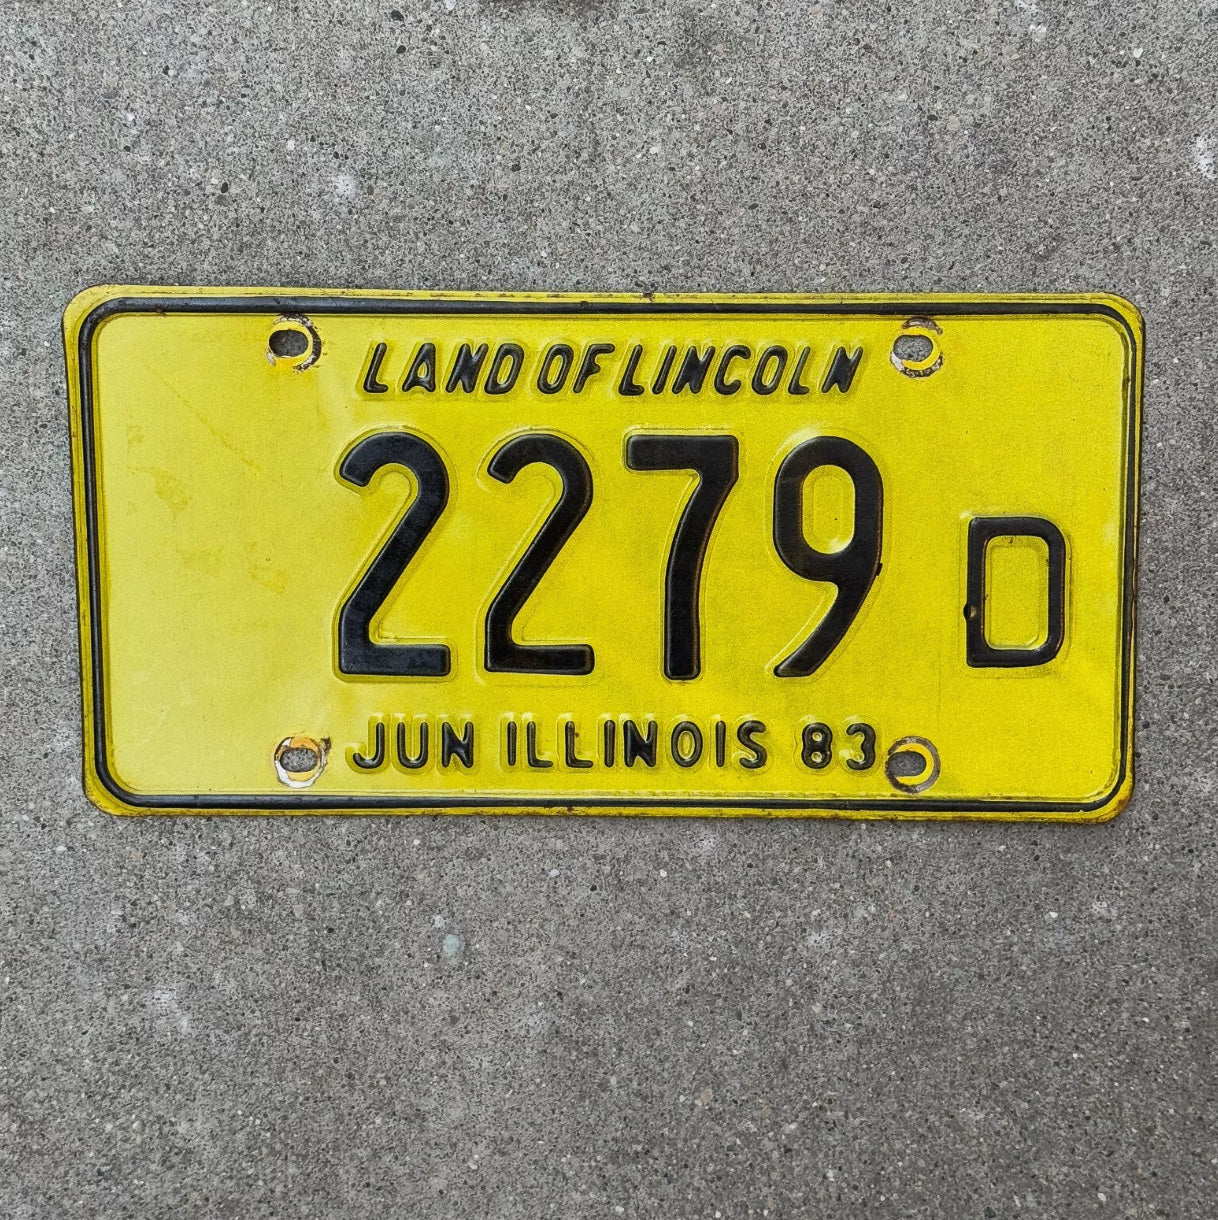 LAND OF LINCOLN
2279 D
JUN ILLINOIS 83